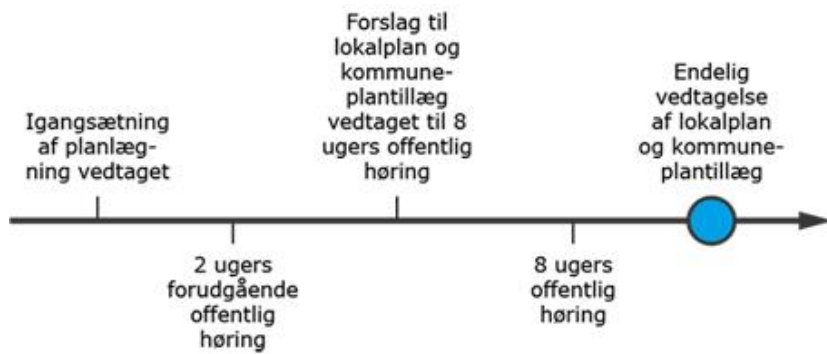 Igangsætning
af planlæg-
ning vedtaget
2 ugers
forudgående
offentlig
høring
Forslag til
lokalplan og
kommune-
plantillæg
vedtaget til 8
ugers offentlig
høring
8 ugers
offentlig
høring
Endelig
vedtagelse
af lokalplan
og kommune-
plantillæg